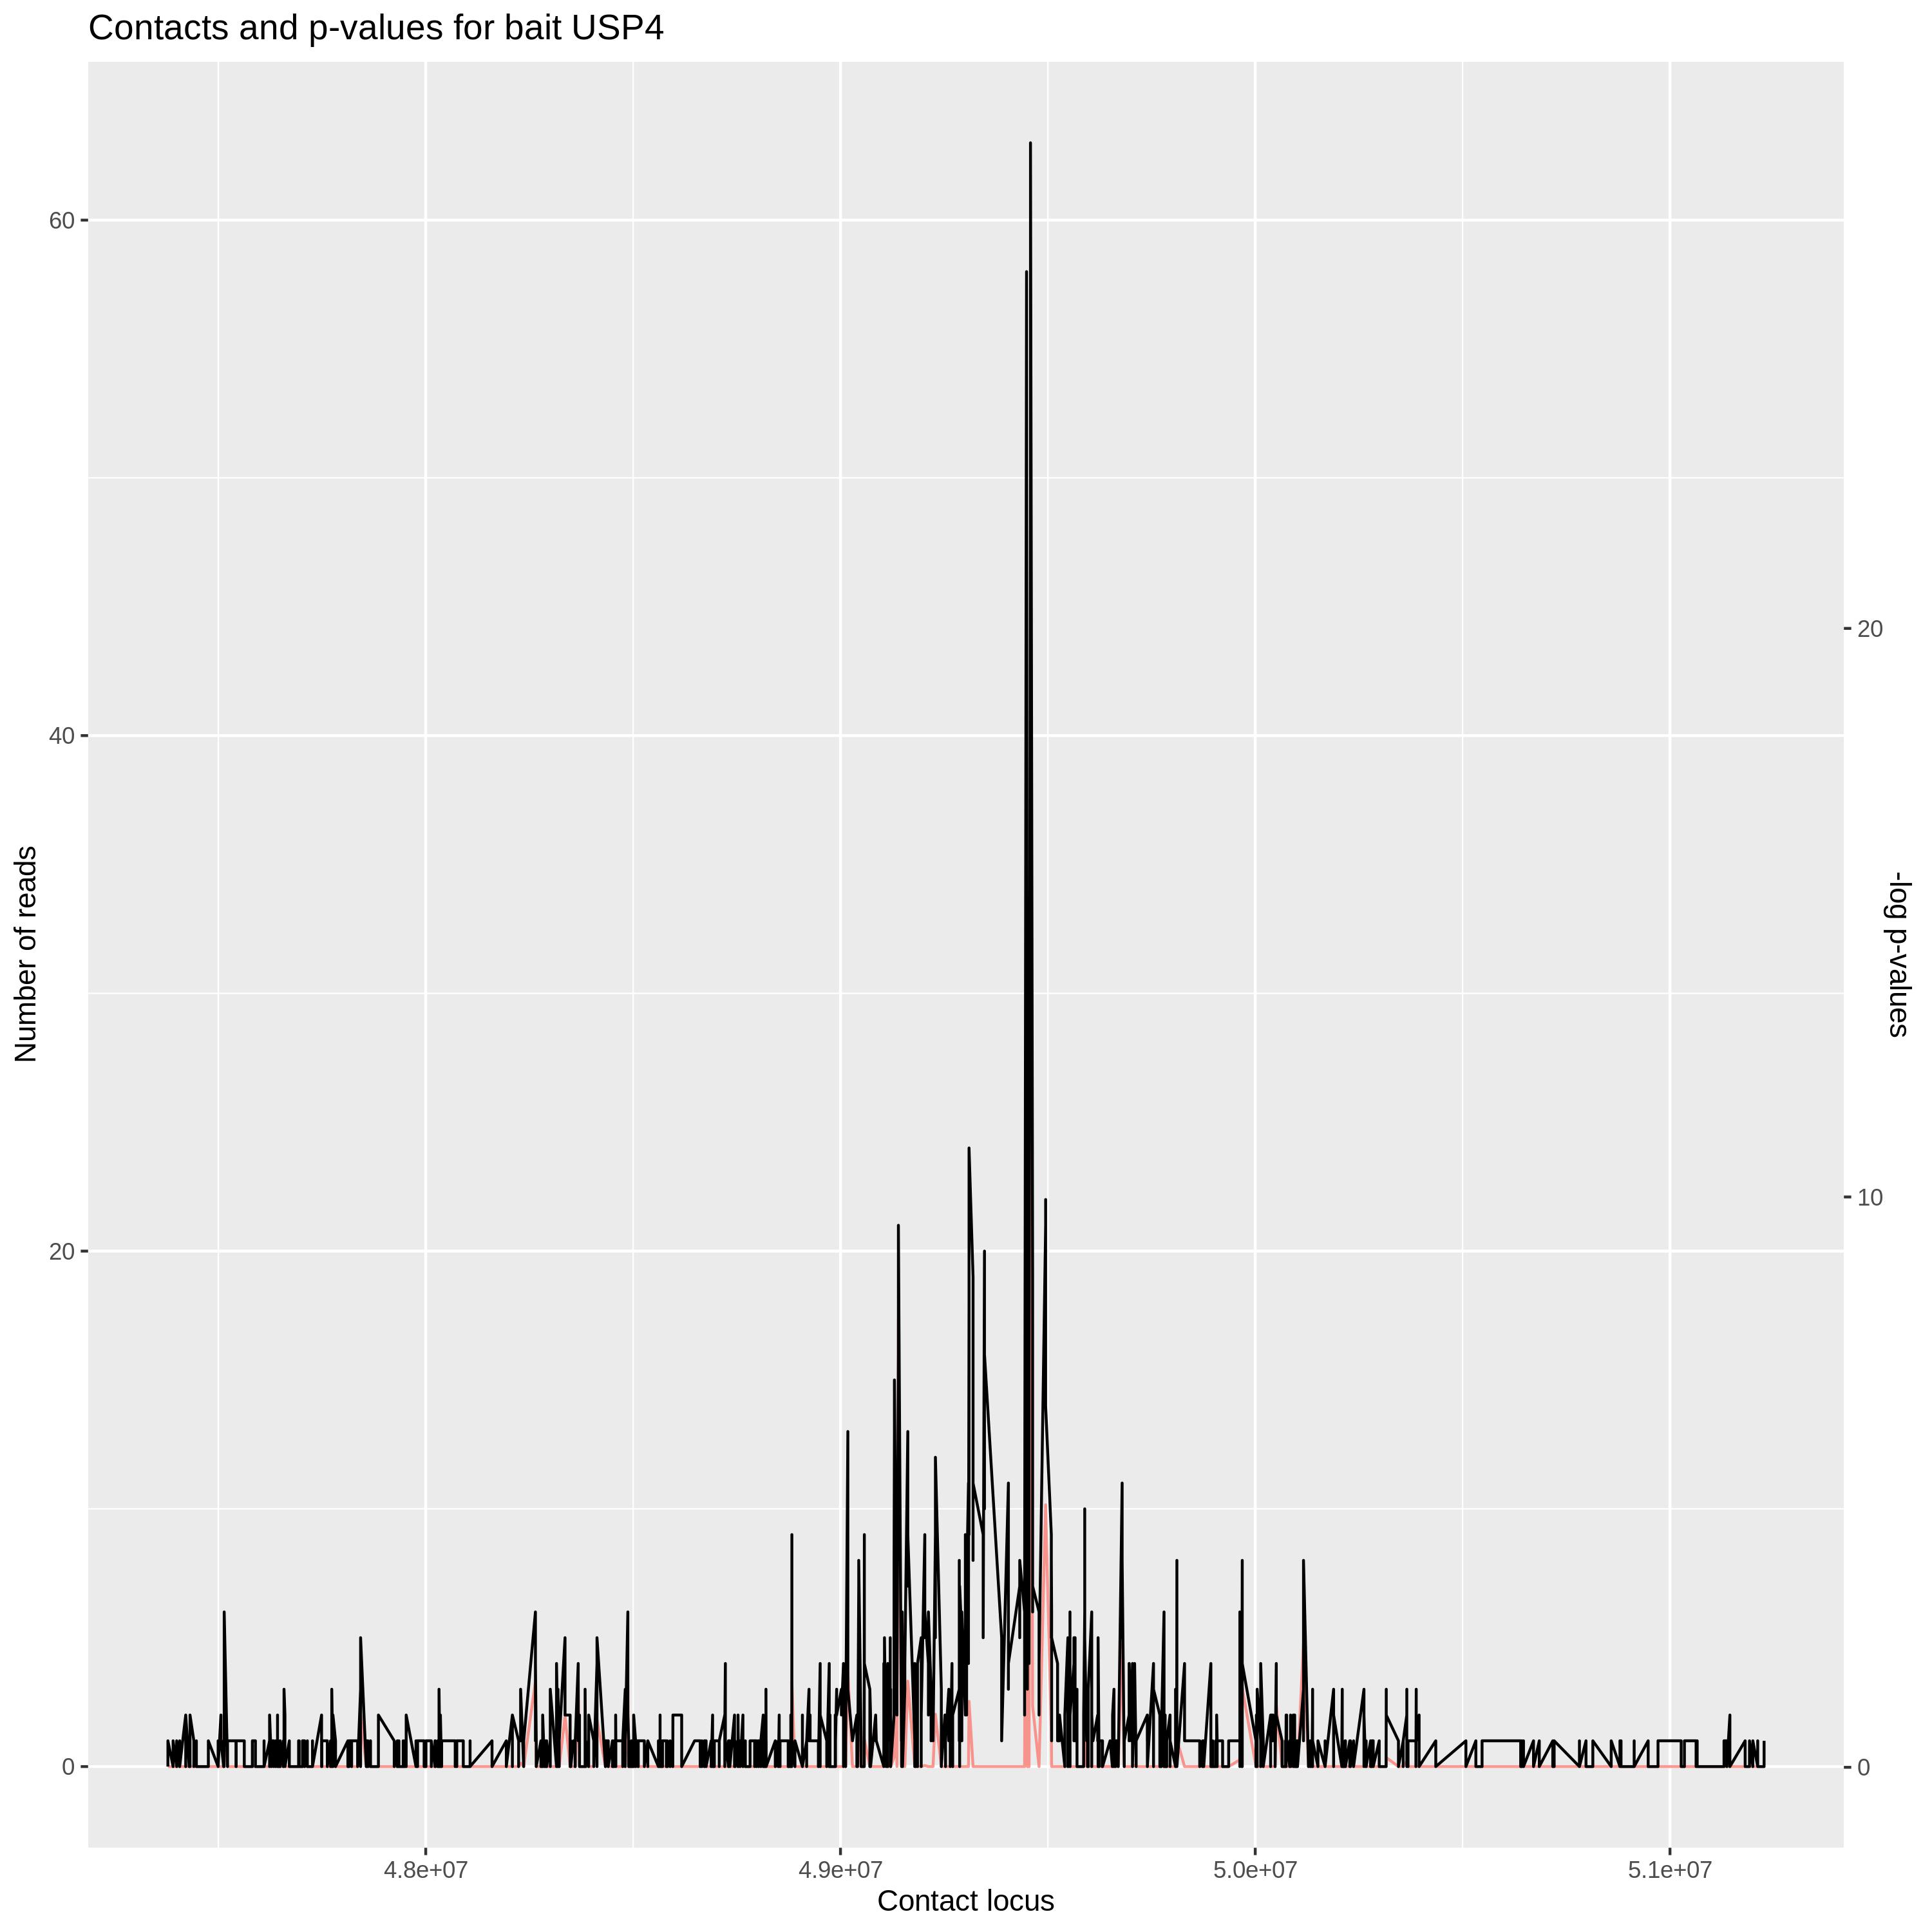 Contacts and p-values for bait USP4
60
40
20
0
Number of reads
20
10
0
-log p-values
4.8e+07
4.9e+07
5.0e+07
5.1e+07
Contact locus